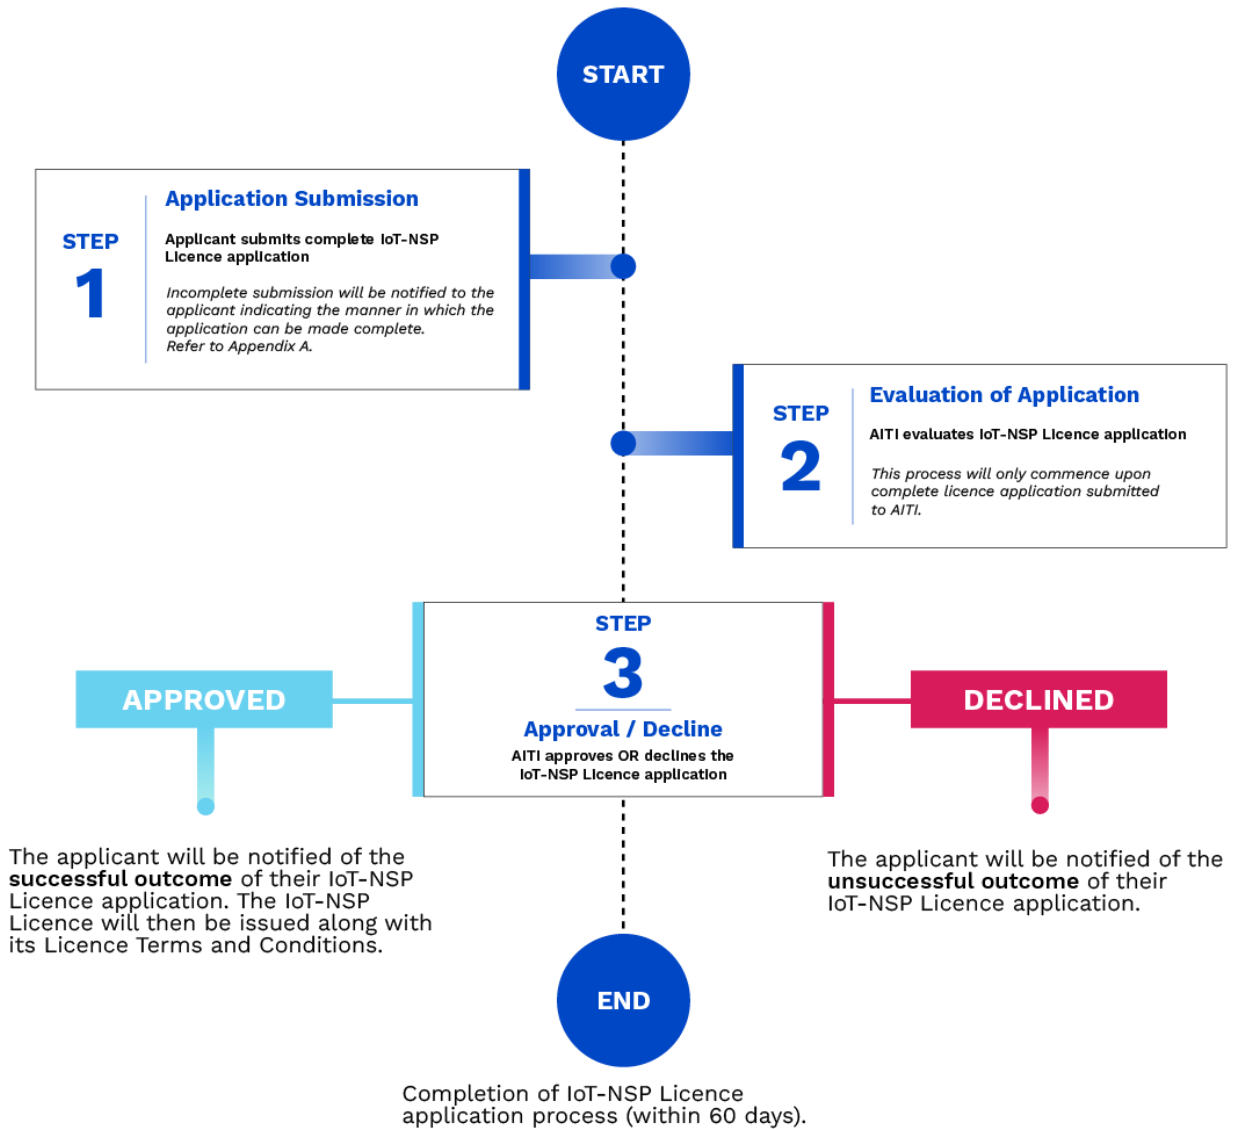 START
Application Submission
STEP
1
Applicant submits complete IoT-NSP
Licence application
Incomplete submission will be notified to the
applicant indicating the manner in which the
application can be made complete.
Refer to Appendix A.
Evaluation of Application
STEP
2
AITI evaluates IoT-NSP Licence application
This process will only commence upon
complete licence application submitted
to AITI.
STEP
3
Approval / Decline
AITI approves OR declines the
IoT-NSP Licence application
APPROVED
The applicant will be notified of the
successful outcome of their IoT-NSP
Licence application. The IoT-NSP
Licence will then be issued along with
its Licence Terms and Conditions.
DECLINED
The applicant will be notified of the
unsuccessful outcome of their
IoT-NSP Licence application.
END
Completion of IoT-NSP Licence
application process (within 60 days).